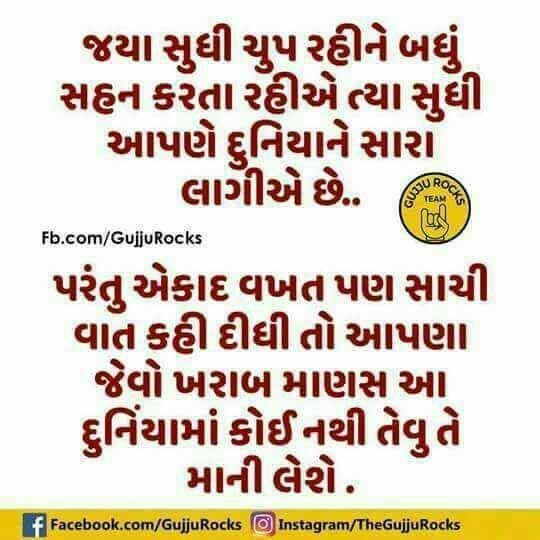 જયા સુધી ચુપ રહીને બધું
સહન કરતા રહીએ ત્યા સુધી
આપણે દુનિયાને સારા
લાગીએ છે..
GUJJU ROCKS
TEAM
Fb.com/GujjuRocks
પરંતુ એકાદ વખત પણ સાચી
વાત કહી દીધી તો આપણા
જેવો ખરાબ માણસ આ
દુનિંયામાં કોઈ નથી તેવુ તે
માની લેશે .
Facebook.com/GujjuRocks Instagram/TheGujjuRocks